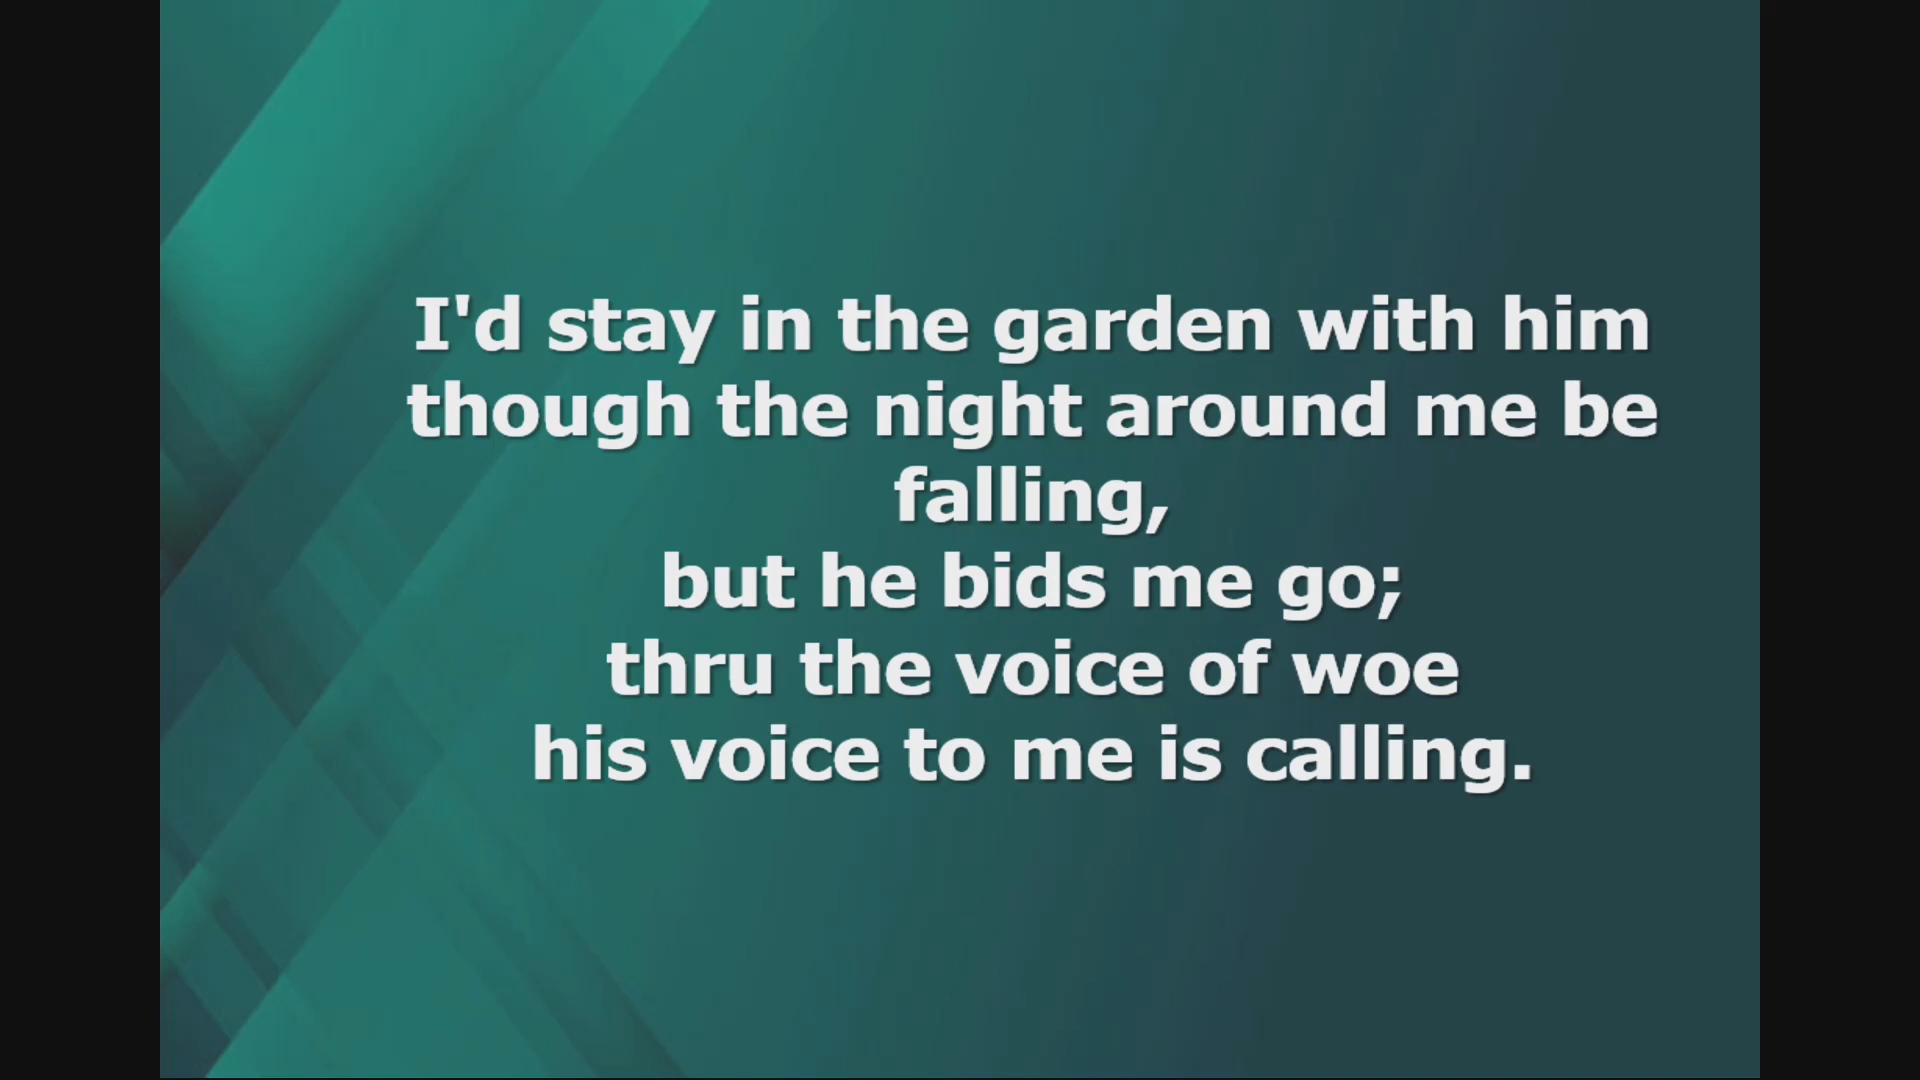 I'd stay in the garden with him
though the night around me be
falling,
but he bids me go;
thru the voice of woe
his voice to me is calling.